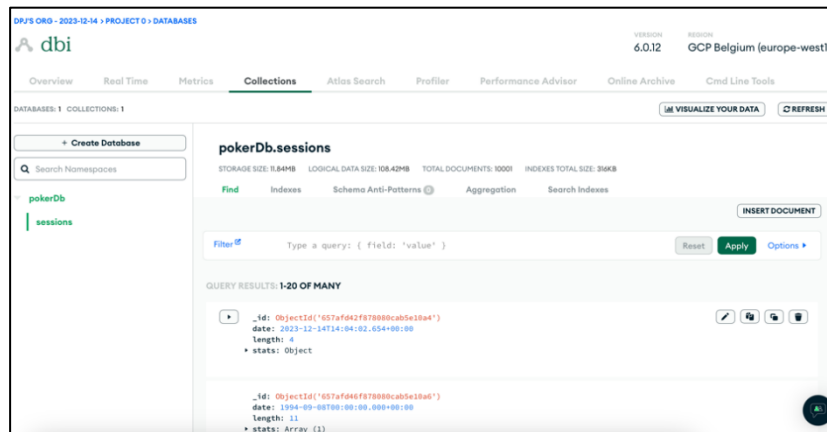 DPJ'S ORG - 2023-12-14 > PROJECT 0 > DATABASES
dbi
VERSION
6.0.12
REGION
GCP Belgium (europe-west1
Overview Real Time Metrics Collections Atlas Search Profiler Performance Advisor Online Archive Cmd Line Tools
DATABASES: 1 COLLECTIONS: 1
VISUALIZE YOUR DATA
REFRESH
+ Create Database
Search Namespaces
pokerDb
sessions
pokerDb.sessions
STORAGE SIZE: 11.84MB LOGICAL DATA SIZE: 108.42MB TOTAL DOCUMENTS: 10001 INDEXES TOTAL SIZE: 316KB
Find Indexes Schema Anti-Patterns 0 Aggregation Search Indexes
INSERT DOCUMENT
Filter Type a query: { field: 'value' } Reset Apply Options
QUERY RESULTS: 1-20 OF MANY
_id: ObjectId('657afd42f878080cab5e10a4')
date: 2023-12-14T14:04:02.654+00:00
length: 4
stats: Object
_id: ObjectId('657afd46f878080cab5e10a6')
date: 1994-09-08T00:00:00.000+00:00
length: 11
stats: Array (1)